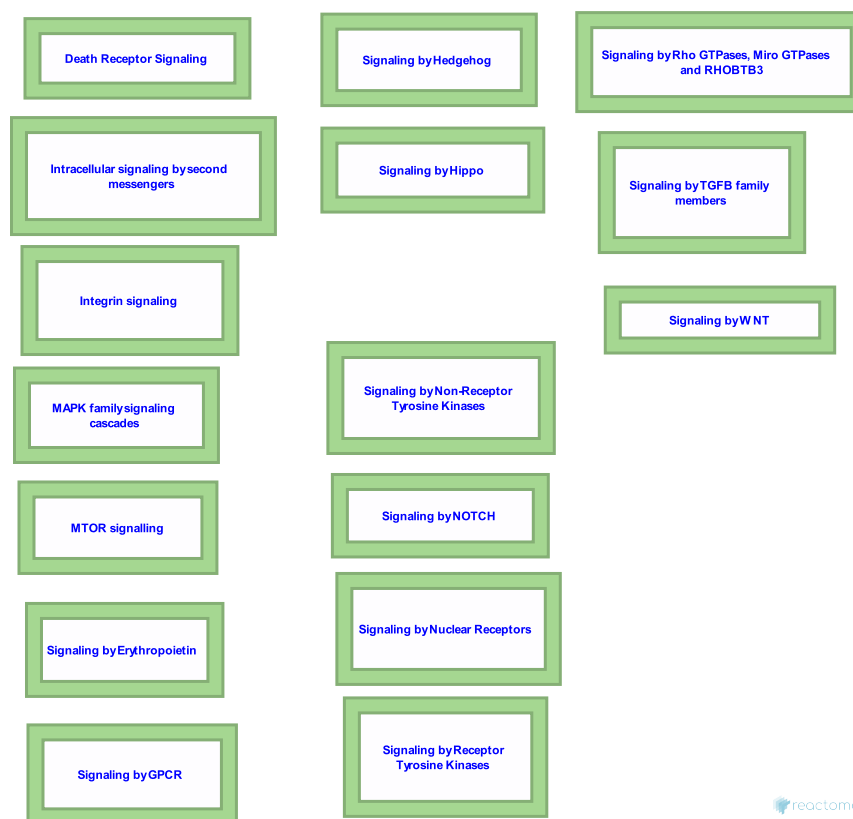 Death Receptor Signaling
Intracellular signaling by second
messengers
Integrin signaling
MAPK family signaling
cascades
MTOR signalling
Signaling by Erythropoietin
Signaling by GPCR
Signaling by Hedgehog
Signaling by Hippo
Signaling by Non-Receptor
Tyrosine Kinases
Signaling by NOTCH
Signaling by Nuclear Receptors
Signaling by Receptor
Tyrosine Kinases
Signaling by Rho GTPases, Miro GTPases
and RHOBTB3
Signaling by TGFB family
members
Signaling by WNT
reactome